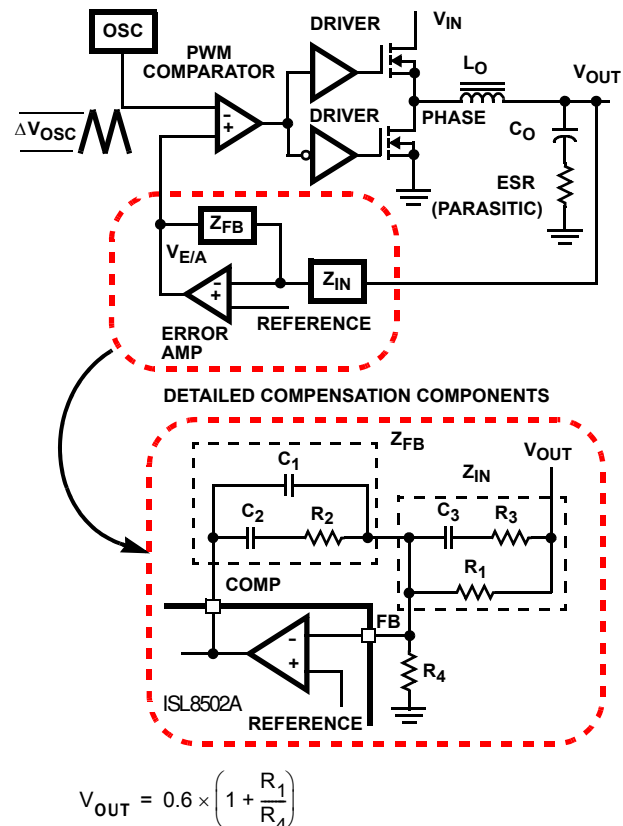 OSC
PWM
COMPARATOR
DRIVER
V_IN
L_O
V_OUT
ΔV_OSC
- +
DRIVER
PHASE
C_O
ESR
(PARASITIC)
Z_FB
V_E/A
- +
Z_IN
ERROR
AMP
REFERENCE
DETAILED COMPENSATION COMPONENTS
Z_FB
V_OUT
C_1
Z_IN
C_2
R_2
C_3
R_3
R_1
COMP
FB
- +
R_4
ISL8502A
REFERENCE
V_OUT = 0.6 × (1 + R_1/R_4)